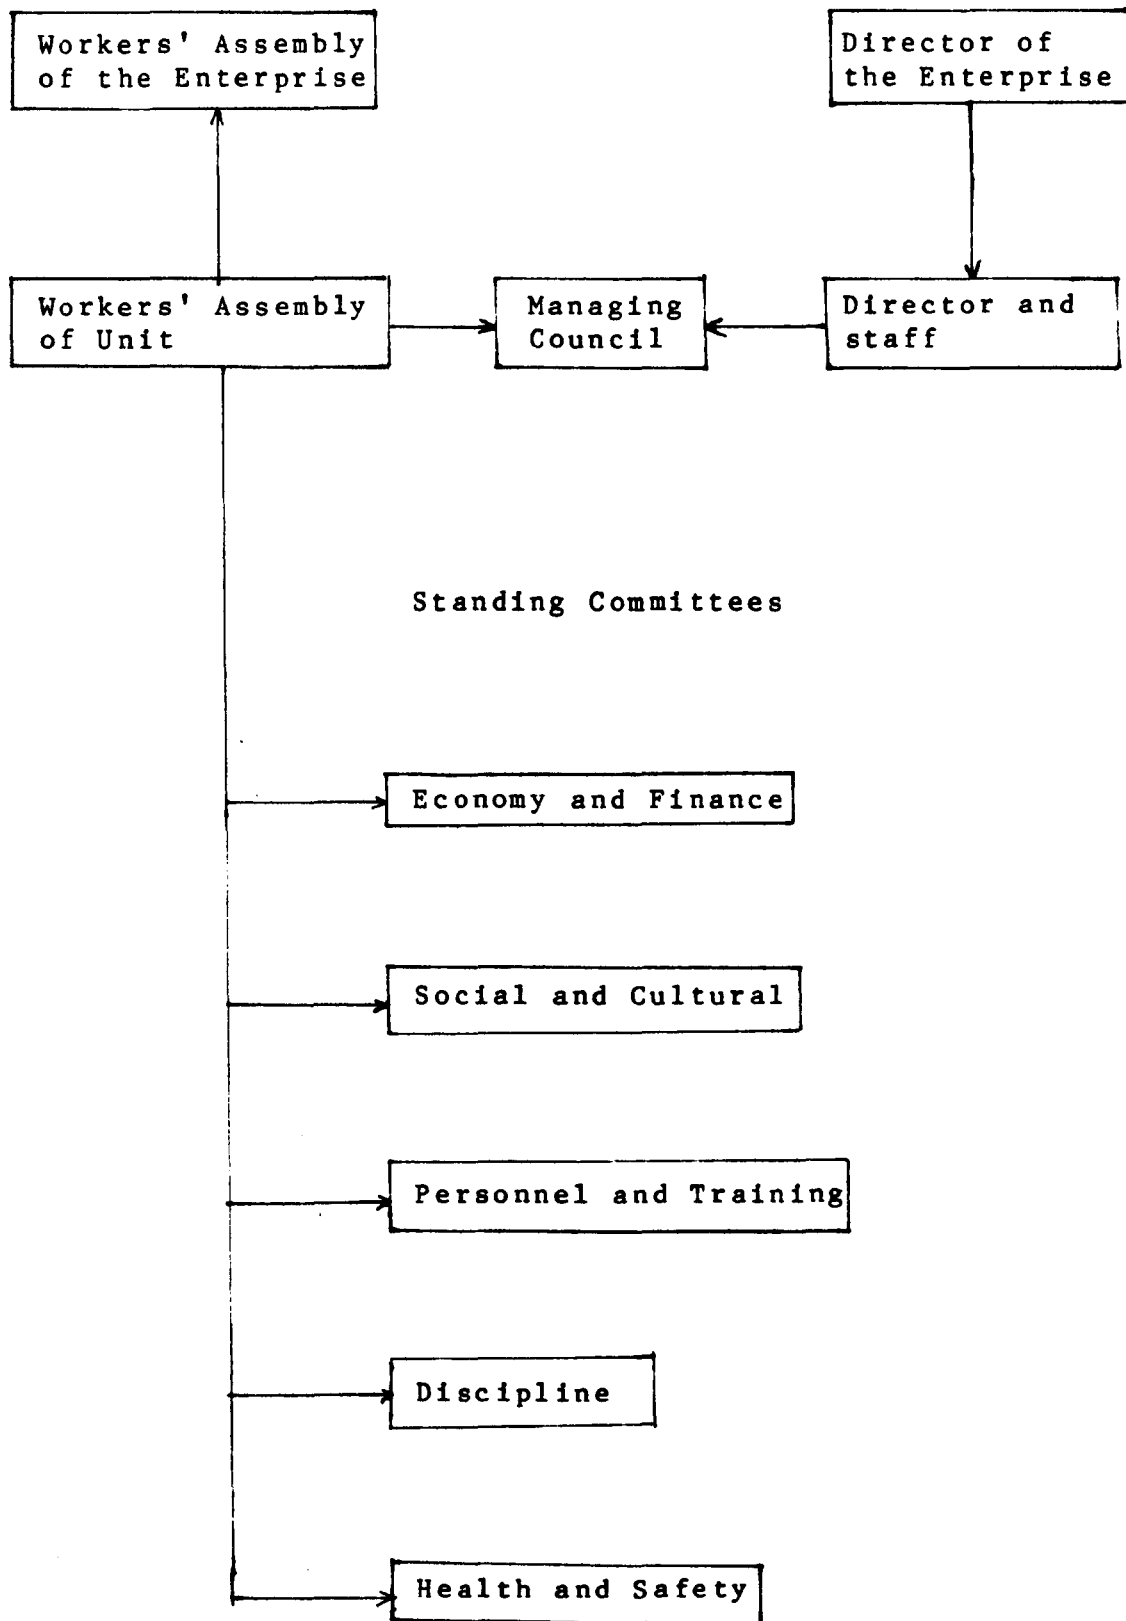 Workers' Assembly
of the Enterprise
Director of
the Enterprise
Workers' Assembly
of Unit
Managing
Council
Director and
staff
Standing Committees
Economy and Finance
Social and Cultural
Personnel and Training
Discipline
Health and Safety